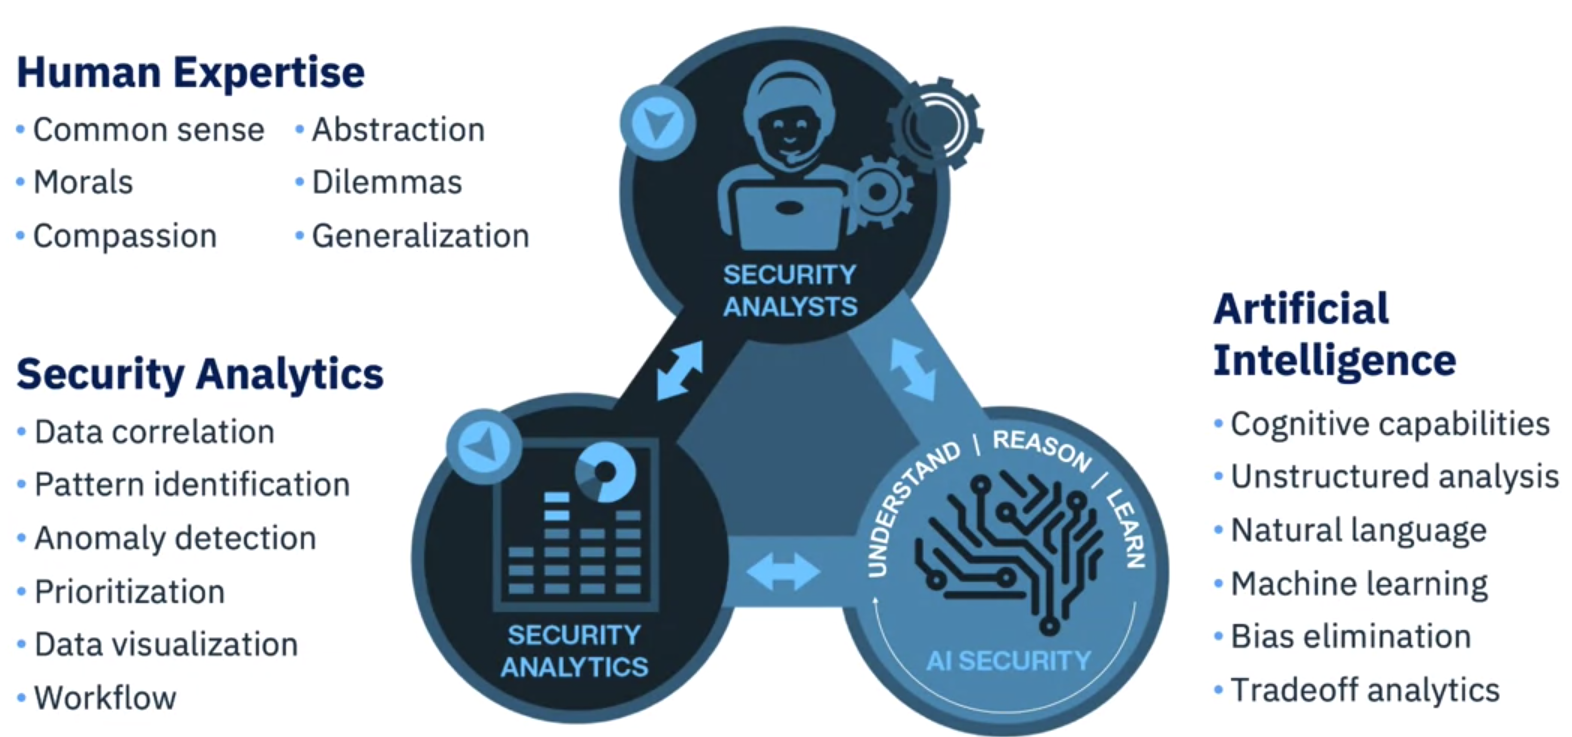 Human Expertise
• Common sense
• Morals
• Compassion
• Abstraction
• Dilemmas
• Generalization
Security Analytics
• Data correlation
• Pattern identification
• Anomaly detection
• Prioritization
• Data visualization
• Workflow
SECURITY
ANALYSTS
SECURITY
ANALYTICS
UNDERSTAND | REASON | LEARN
AI SECURITY
Artificial
Intelligence
• Cognitive capabilities
• Unstructured analysis
• Natural language
• Machine learning
• Bias elimination
• Tradeoff analytics